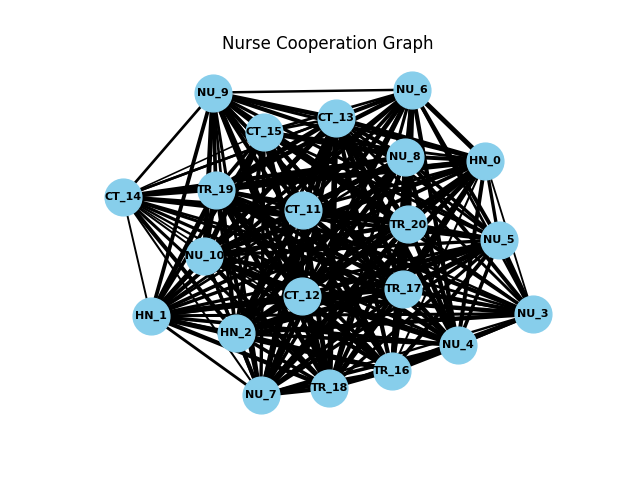 Nurse Cooperation Graph
NU_6
NU_9
CT_13
CT_15
NU_8
HN_0
TR_19
CT_14
CT_11
TR_20
NU_5
NU_10
TR_17
CT_12
NU_3
HN_1
HN_2
NU_4
TR_16
TR_18
NU_7